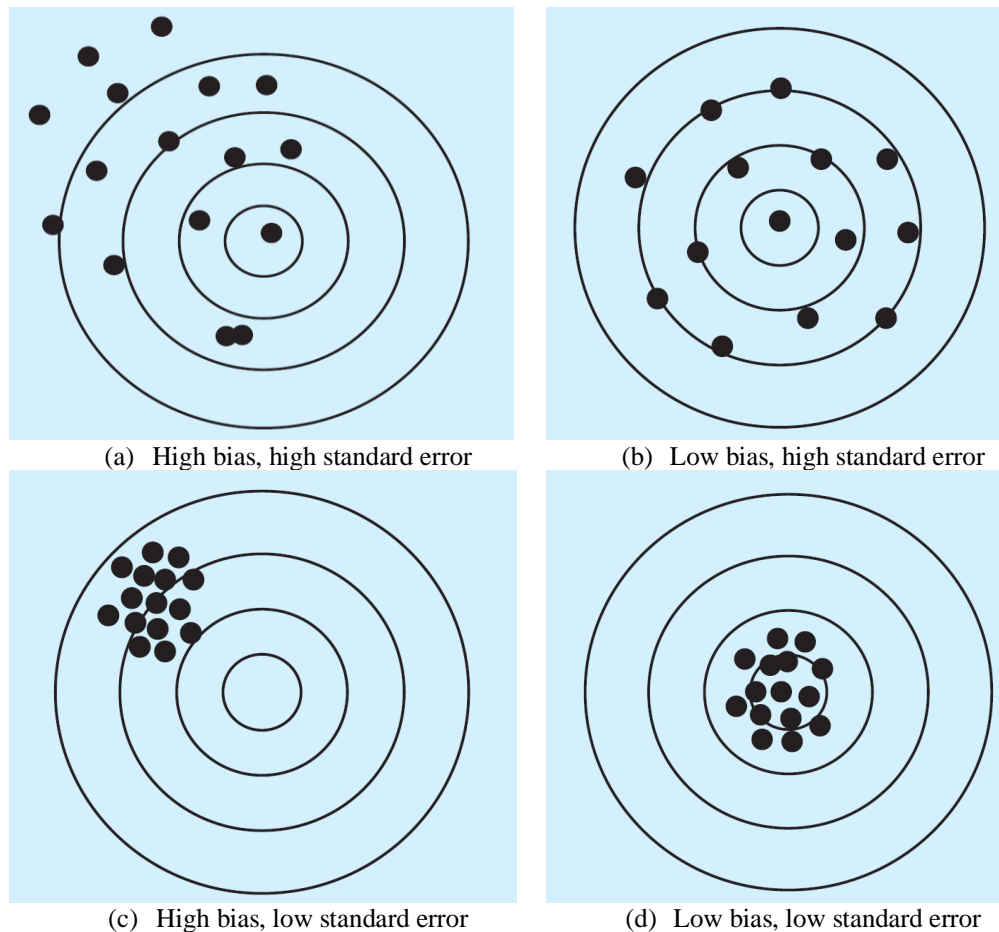 (a) High bias, high standard error
(b) Low bias, high standard error
(c) High bias, low standard error
(d) Low bias, low standard error